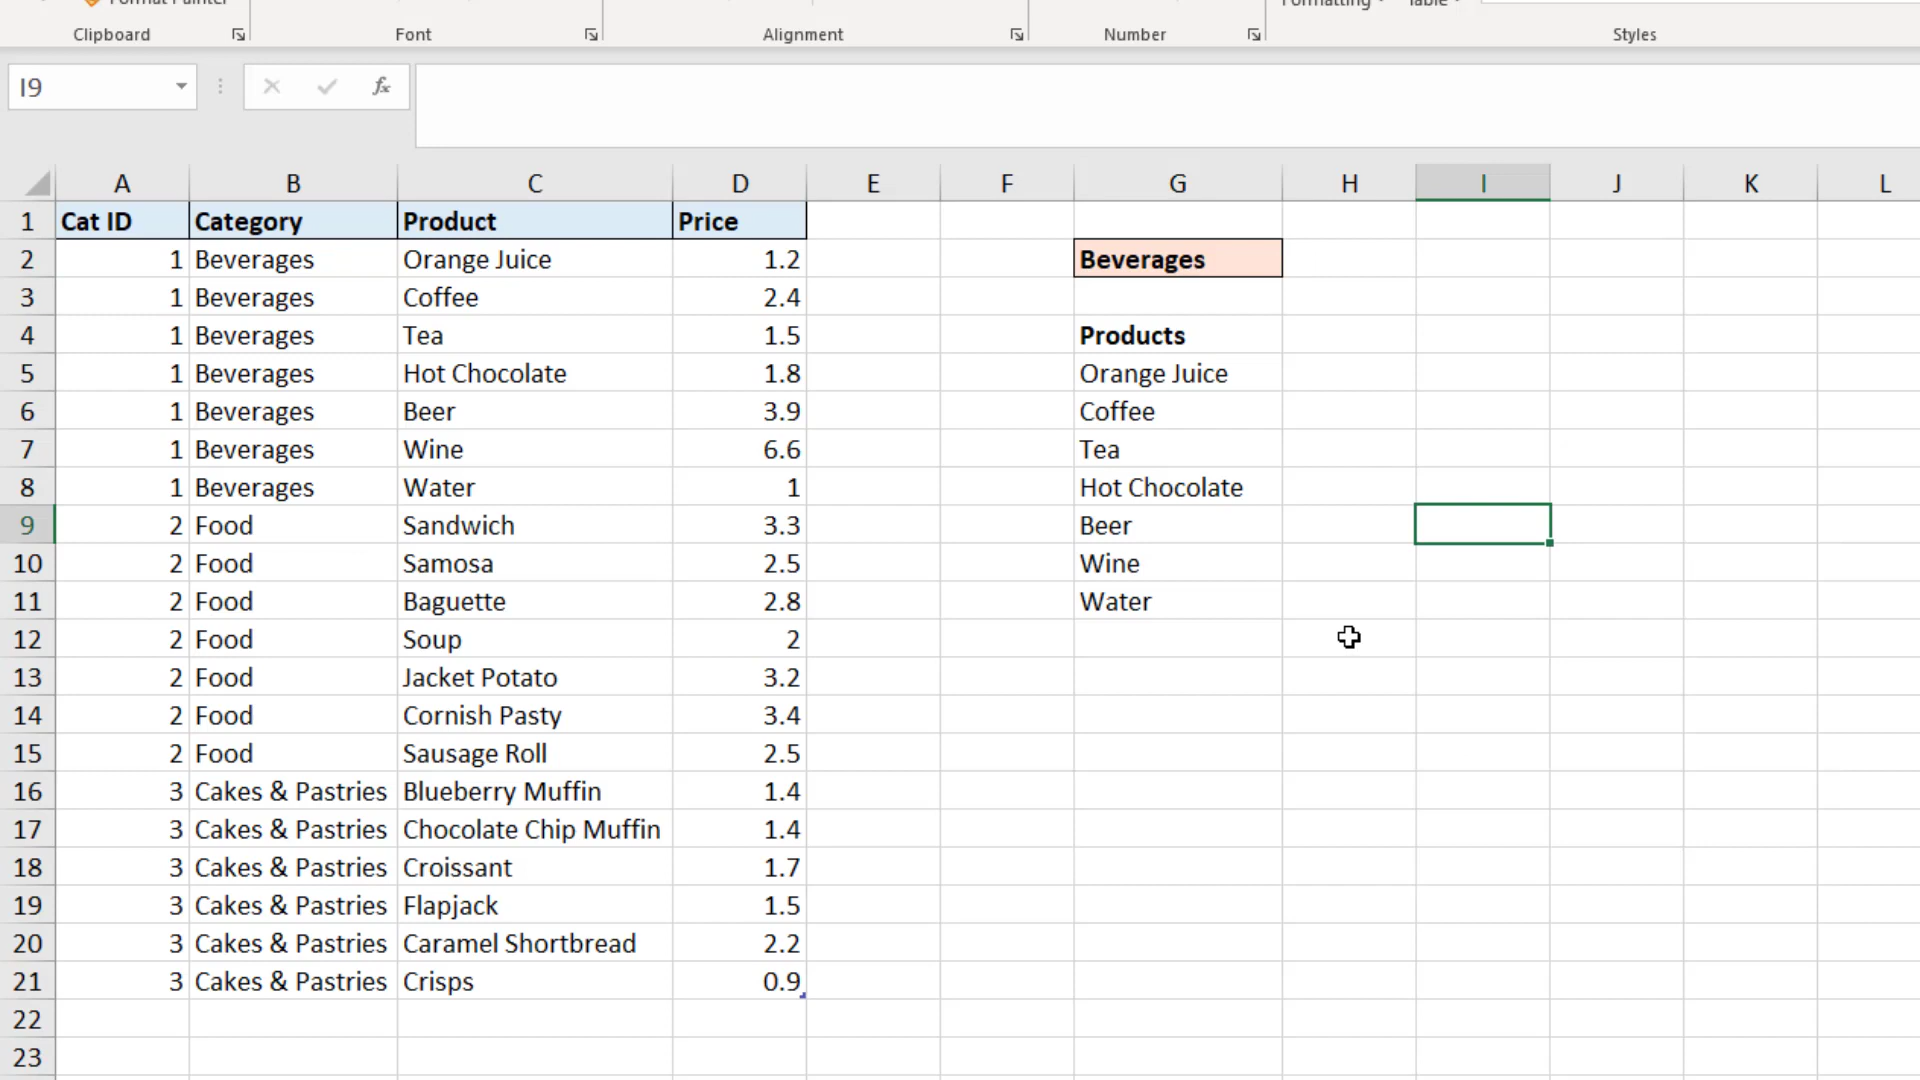 Format Painter
Formatting Table
Clipboard Font Alignment Number Styles
I9 fx
A B C D E F G H I J K L
1 Cat ID Category Product Price
2 1 Beverages Orange Juice 1.2 Beverages
3 1 Beverages Coffee 2.4
4 1 Beverages Tea 1.5 Products
5 1 Beverages Hot Chocolate 1.8 Orange Juice
6 1 Beverages Beer 3.9 Coffee
7 1 Beverages Wine 6.6 Tea
8 1 Beverages Water 1 Hot Chocolate
9 2 Food Sandwich 3.3 Beer
10 2 Food Samosa 2.5 Wine
11 2 Food Baguette 2.8 Water
12 2 Food Soup 2
13 2 Food Jacket Potato 3.2
14 2 Food Cornish Pasty 3.4
15 2 Food Sausage Roll 2.5
16 3 Cakes & Pastries Blueberry Muffin 1.4
17 3 Cakes & Pastries Chocolate Chip Muffin 1.4
18 3 Cakes & Pastries Croissant 1.7
19 3 Cakes & Pastries Flapjack 1.5
20 3 Cakes & Pastries Caramel Shortbread 2.2
21 3 Cakes & Pastries Crisps 0.9
22
23